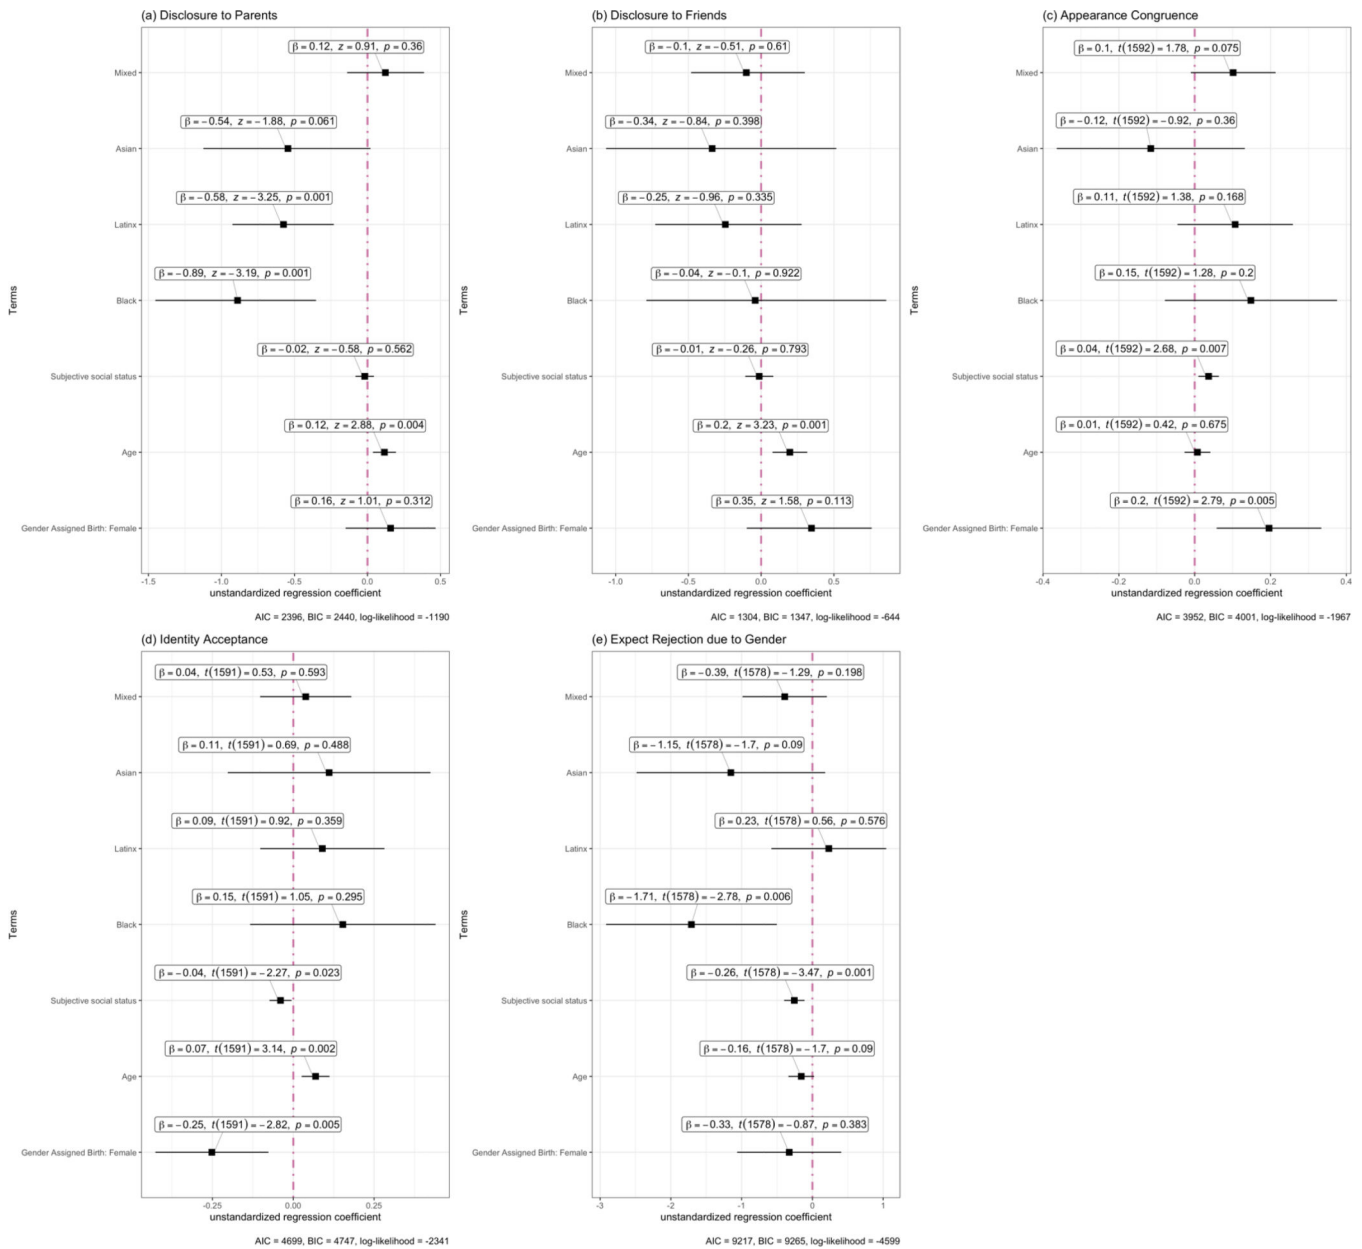 (a) Disclosure to Parents
β = −0.12, z = 0.91, p = 0.36
Mixed
β = −0.54, z = −1.88, p = 0.061
Asian
β = −0.58, z = −3.25, p = 0.001
Latinx
β = −0.89, z = −3.19, p = 0.001
Black
β = −0.02, z = −0.58, p = 0.562
Subjective social status
β = 0.12, z = 2.88, p = 0.004
Age
β = 0.16, z = 1.01, p = 0.312
Gender Assigned Birth: Female
Terms
-1.5 -1.0 -0.5 0.0 0.5
unstandardized regression coefficient
AIC = 2396, BIC = 2440, log-likelihood = -1190
(b) Disclosure to Friends
β = −0.1, z = −0.51, p = 0.61
Mixed
β = −0.34, z = −0.84, p = 0.398
Asian
β = −0.25, z = −0.96, p = 0.335
Latinx
β = −0.04, z = −0.1, p = 0.922
Black
β = −0.01, z = −0.26, p = 0.793
Subjective social status
β = 0.2, z = 3.23, p = 0.001
Age
β = 0.35, z = 1.58, p = 0.113
Gender Assigned Birth: Female
Terms
-1.0 -0.5 0.0 0.5
unstandardized regression coefficient
AIC = 1304, BIC = 1347, log-likelihood = -644
(c) Appearance Congruence
β = 0.1, t(1592) = 1.78, p = 0.075
Mixed
β = −0.12, t(1592) = −0.92, p = 0.36
Asian
β = 0.11, t(1592) = 1.38, p = 0.168
Latinx
β = 0.15, t(1592) = 1.28, p = 0.2
Black
β = 0.04, t(1592) = 2.68, p = 0.007
Subjective social status
β = 0.01, t(1592) = 0.42, p = 0.675
Age
β = 0.2, t(1592) = 2.79, p = 0.005
Gender Assigned Birth: Female
Terms
-0.4 -0.2 0.0 0.2 0.4
unstandardized regression coefficient
AIC = 3952, BIC = 4001, log-likelihood = -1967
(d) Identity Acceptance
β = 0.04, t(1591) = 0.53, p = 0.593
Mixed
β = 0.11, t(1591) = 0.69, p = 0.488
Asian
β = 0.09, t(1591) = 0.92, p = 0.359
Latinx
β = 0.15, t(1591) = 1.05, p = 0.295
Black
β = −0.04, t(1591) = −2.27, p = 0.023
Subjective social status
β = 0.07, t(1591) = 3.14, p = 0.002
Age
β = −0.25, t(1591) = −2.82, p = 0.005
Gender Assigned Birth: Female
Terms
-0.25 0.00 0.25
unstandardized regression coefficient
AIC = 4699, BIC = 4747, log-likelihood = -2341
(e) Expect Rejection due to Gender
β = −0.39, t(1578) = −1.29, p = 0.198
Mixed
β = −1.15, t(1578) = −1.7, p = 0.09
Asian
β = 0.23, t(1578) = 0.56, p = 0.576
Latinx
β = −1.71, t(1578) = −2.78, p = 0.006
Black
β = −0.26, t(1578) = −3.47, p = 0.001
Subjective social status
β = −0.16, t(1578) = −1.7, p = 0.09
Age
β = −0.33, t(1578) = −0.87, p = 0.383
Gender Assigned Birth: Female
Terms
-3 -2 -1 0 1
unstandardized regression coefficient
AIC = 9217, BIC = 9265, log-likelihood = -4599